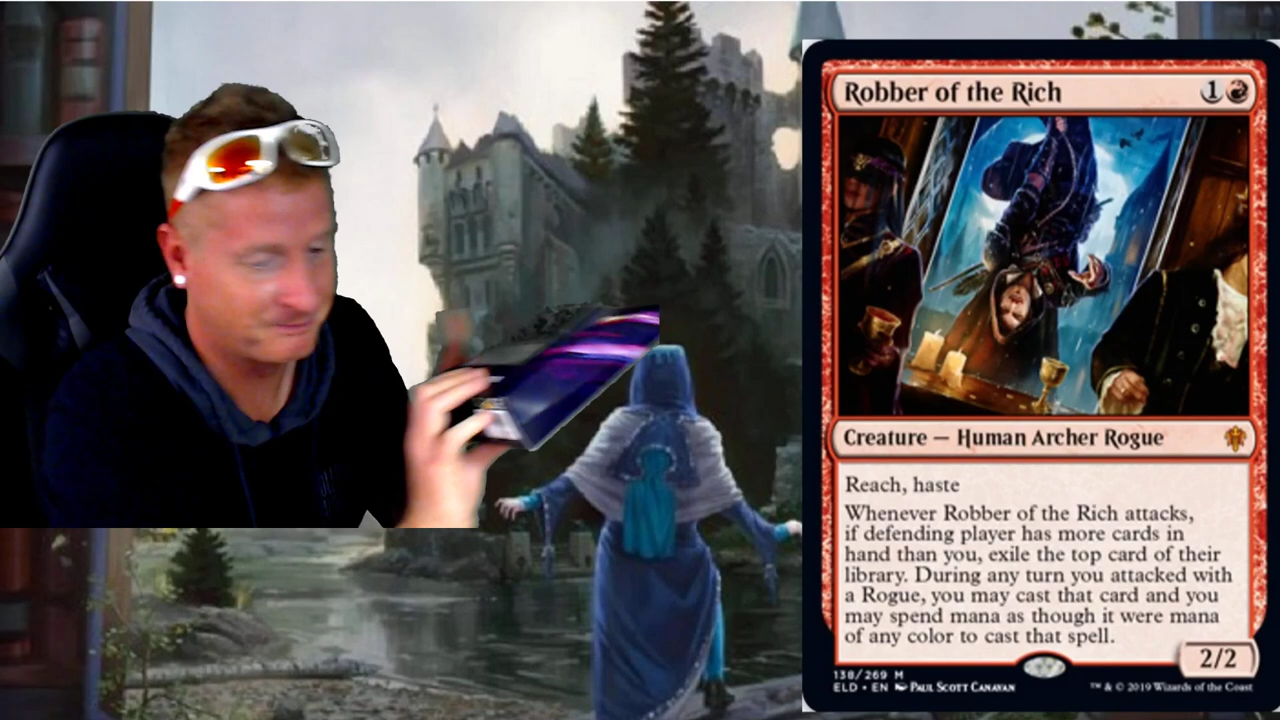 Robber of the Rich 1
Creature — Human Archer Rogue
Reach, haste
Whenever Robber of the Rich attacks,
if defending player has more cards in
hand than you, exile the top card of their
library. During any turn you attacked with
a Rogue, you may cast that card and you
may spend mana as though it were mana
of any color to cast that spell.
2/2
138/269 M
ELD • EN PAUL SCOTT CANAVAN ™ & © 2019 Wizards of the Coast